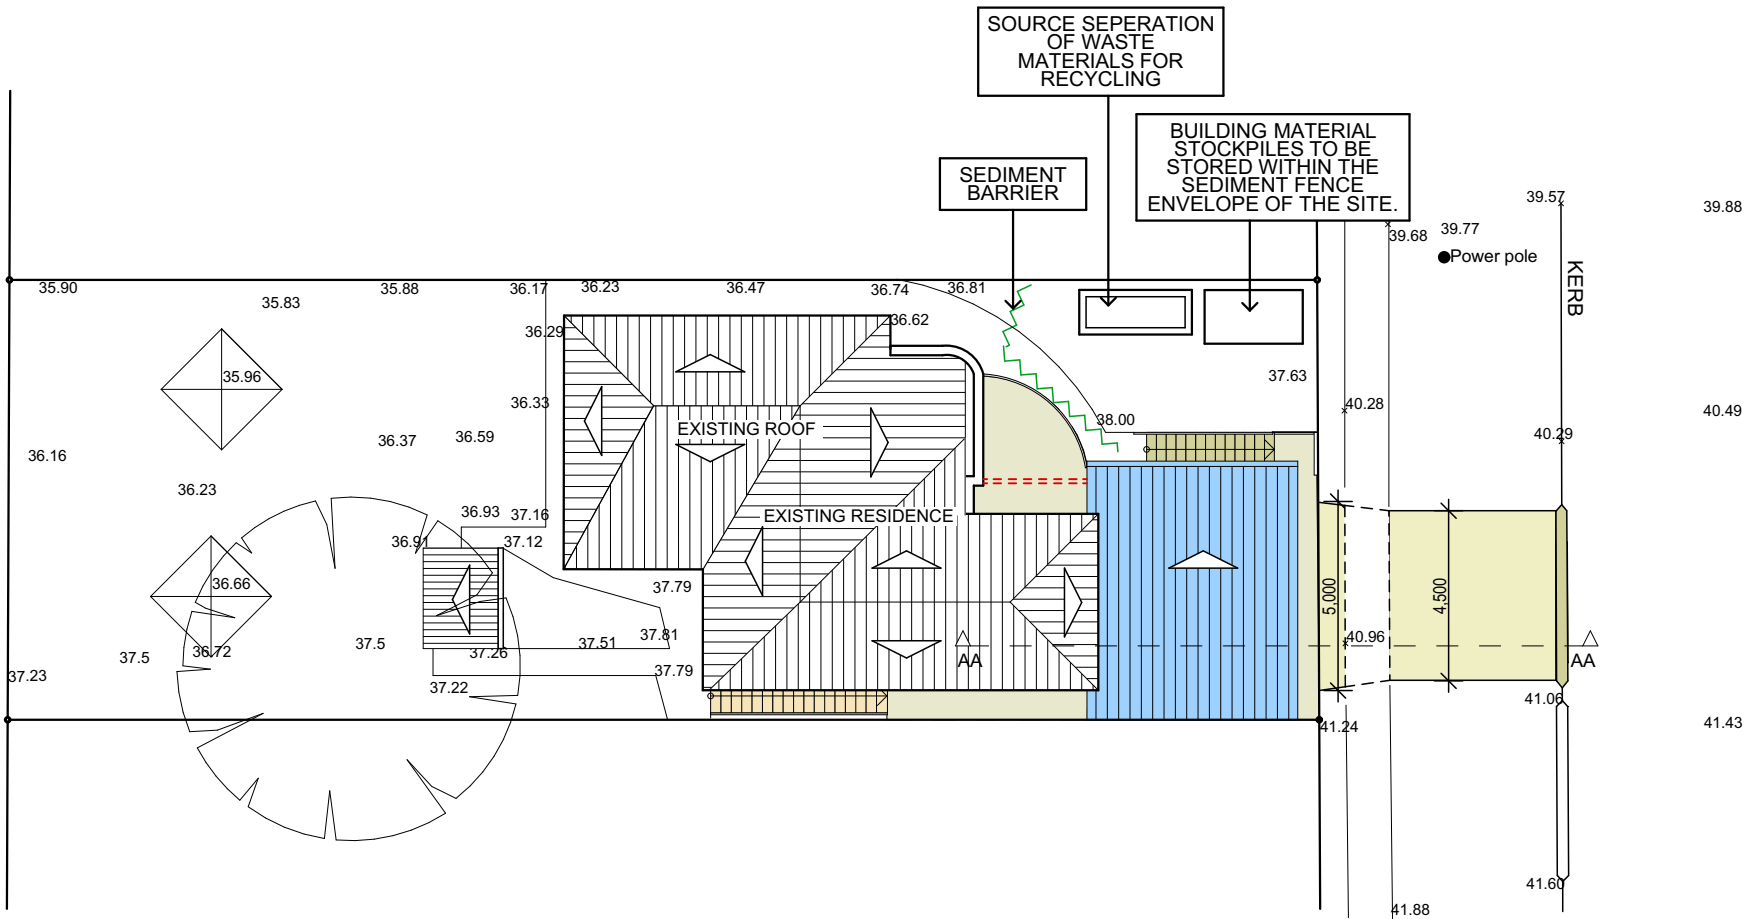 SOURCE SEPERATION
OF WASTE
MATERIALS FOR
RECYCLING
BUILDING MATERIAL
STOCKPILES TO BE
STORED WITHIN THE
SEDIMENT FENCE
ENVELOPE OF THE SITE.
SEDIMENT
BARRIER
39.57
39.88
39.77
39.68
Power pole
KERB
35.90
35.83
35.88
36.17
36.23
36.47
36.74
36.81
36.62
36.29
35.96
37.63
36.33
40.28
40.49
38.00
EXISTING ROOF
36.37
36.59
40.29
36.16
36.23
36.93
37.16
EXISTING RESIDENCE
36.91
37.12
36.66
37.79
5,000
4,500
37.5
36.72
37.5
37.26
37.51
37.81
40.96
AA
AA
37.23
37.22
37.79
41.06
41.24
41.43
41.60
41.88